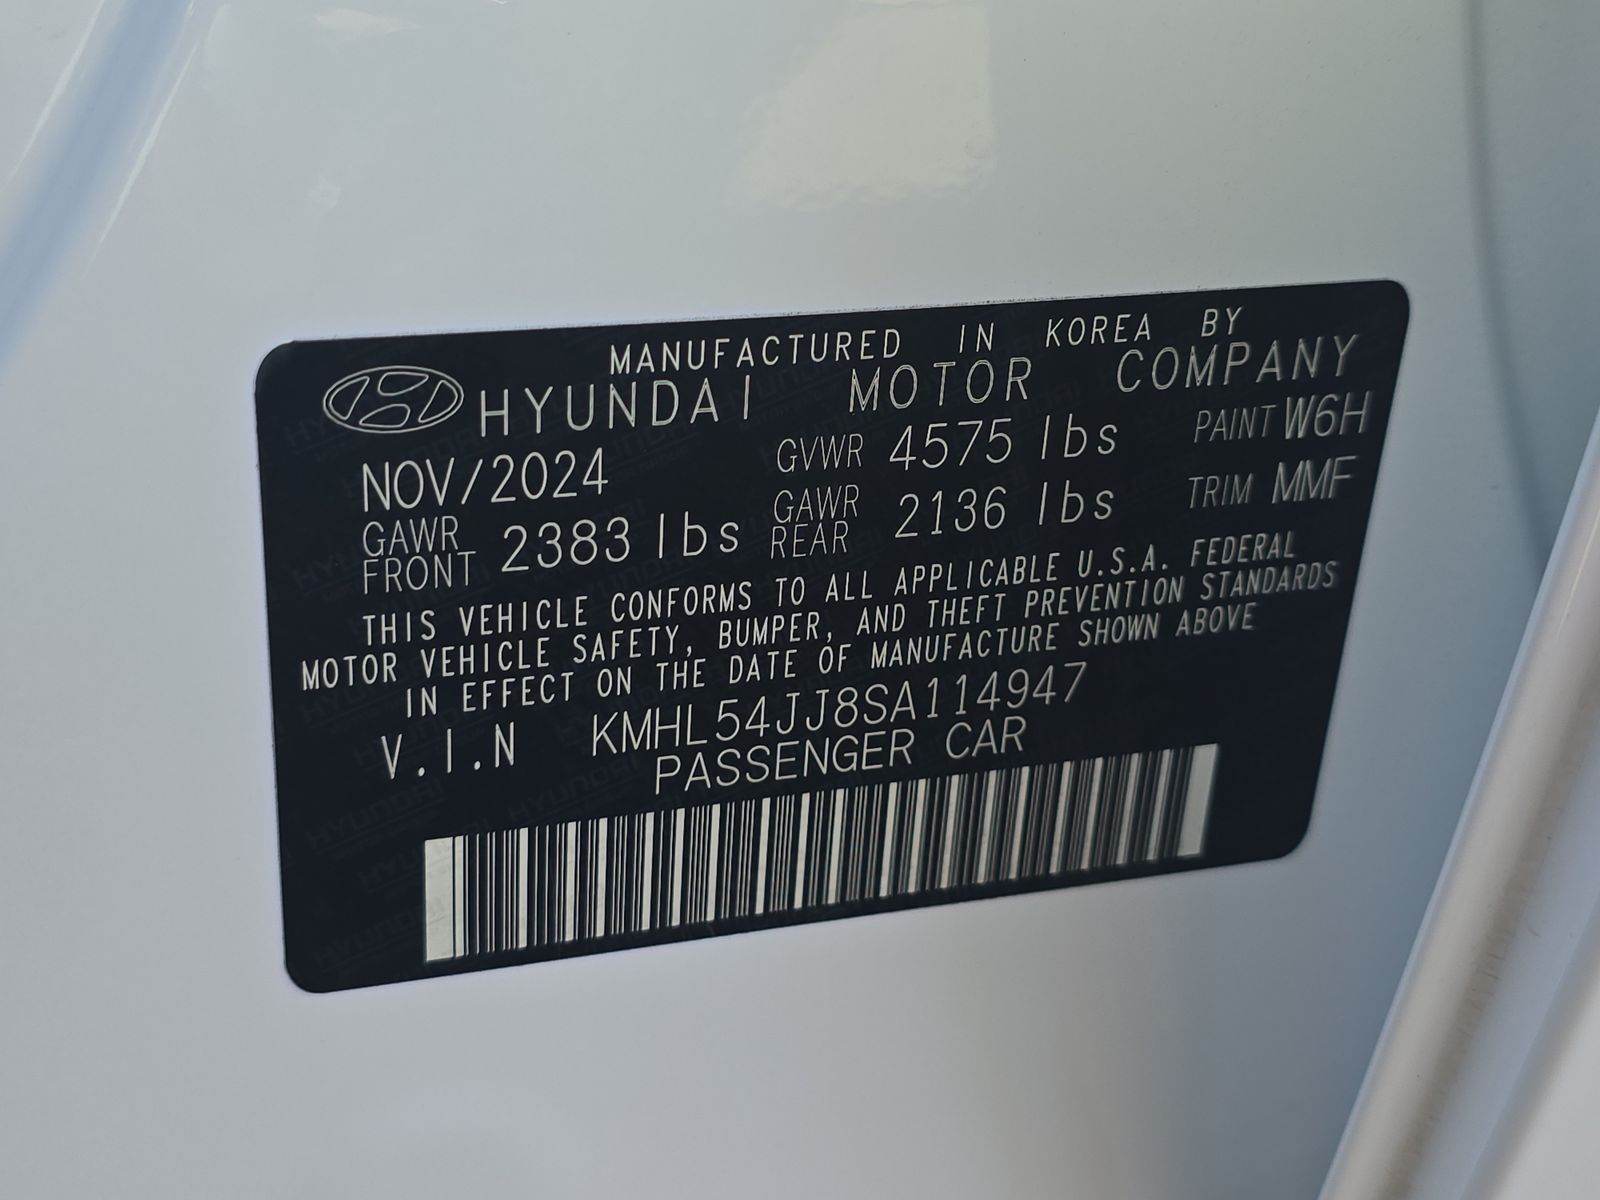 MANUFACTURED IN KOREA BY
HYUNDAI MOTOR COMPANY
NOV/2024 GVWR 4575 lbs PAINT W6H
GAWR FRONT 2383 lbs GAWR REAR 2136 lbs TRIM MMF
THIS VEHICLE CONFORMS TO ALL APPLICABLE U.S.A. FEDERAL
MOTOR VEHICLE SAFETY, BUMPER, AND THEFT PREVENTION STANDARDS
IN EFFECT ON THE DATE OF MANUFACTURE SHOWN ABOVE
V.I.N KMHL54JJ8SA114947
PASSENGER CAR